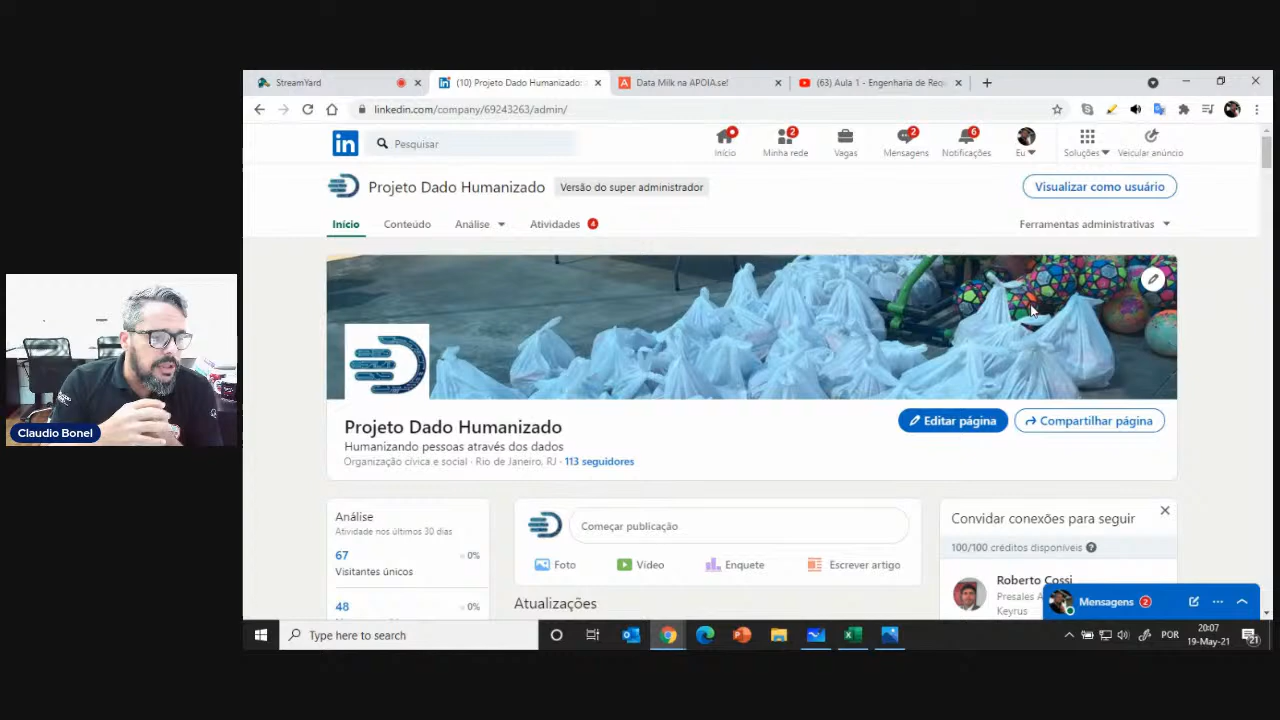 StreamYard
(10) Projeto Dado Humanizado:
Data Milk na APOIA.se!
(63) Aula 1 - Engenharia de Req
linkedin.com/company/69243263/admin/
in
Pesquisar
Início
Minha rede
2
Vagas
Mensagens
2
Notificações
6
Eu
Soluções
Veicular anúncio
Projeto Dado Humanizado
Versão do super administrador
Visualizar como usuário
Início
Conteúdo
Análise
Atividades
4
Ferramentas administrativas
Projeto Dado Humanizado
Editar página
Compartilhar página
Humanizando pessoas através dos dados
Organização cívica e social · Rio de Janeiro, RJ · 113 seguidores
Claudio Bonel
Análise
Atividade nos últimos 30 dias
67
0%
Visitantes únicos
48
0%
Começar publicação
Foto
Vídeo
Enquete
Escrever artigo
Atualizações
Convidar conexões para seguir
100/100 créditos disponíveis
Roberto Cossi
Presales A
Keyrus
Mensagens 2
Type here to search
POR
20:07
19-May-21
21